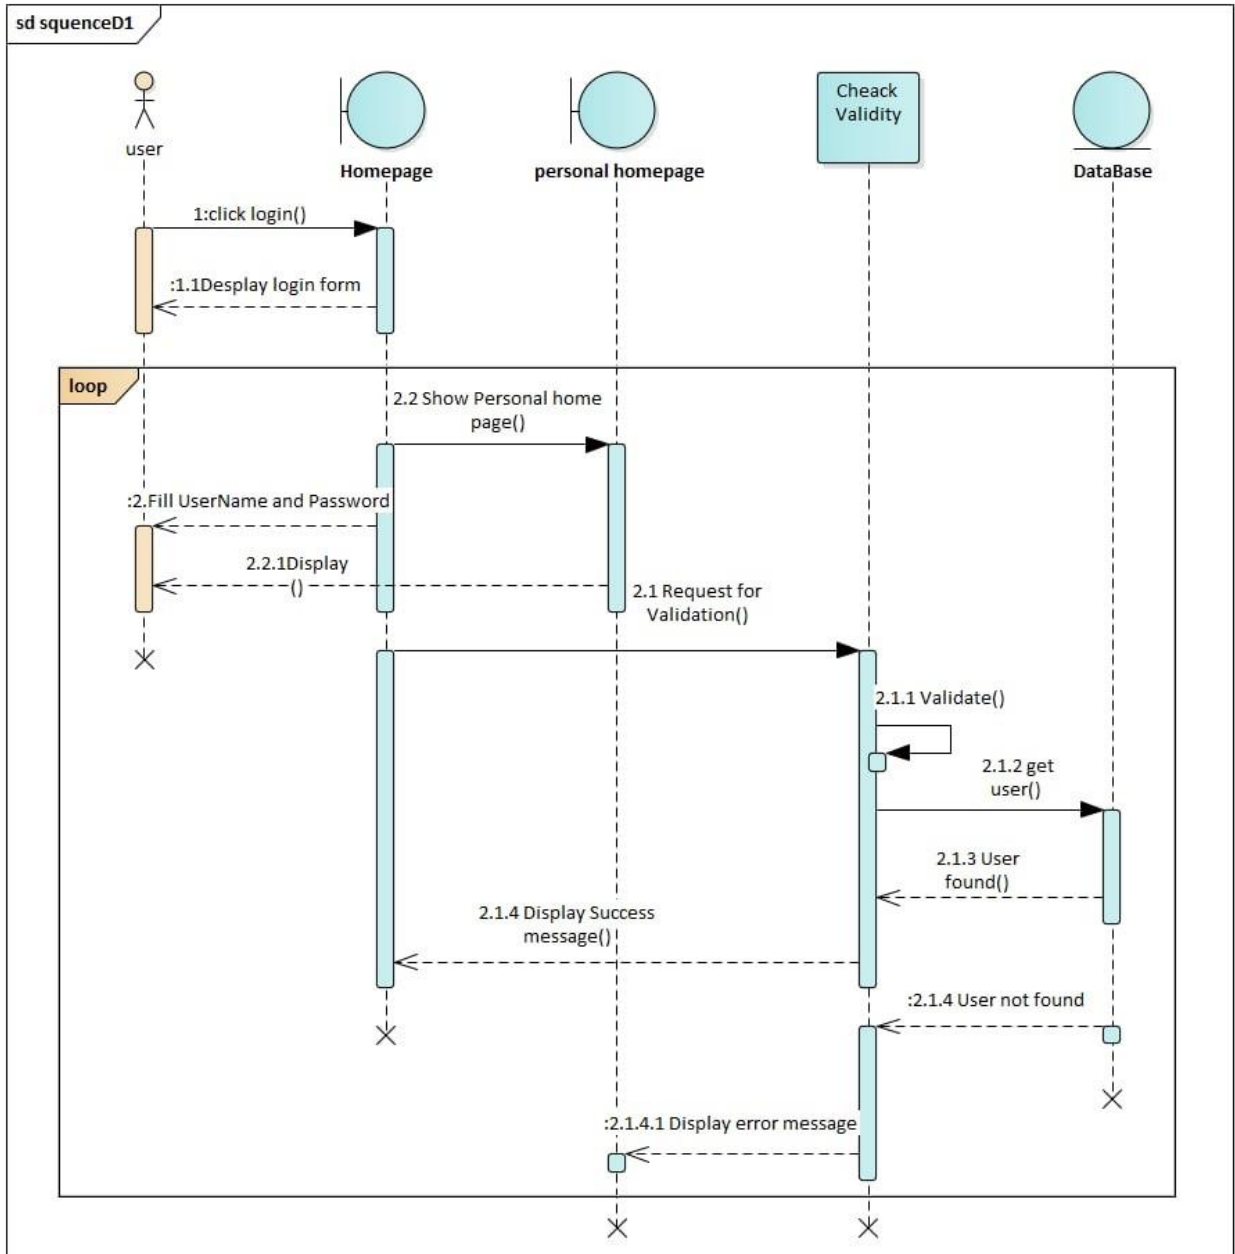 sd squenceD1
Cheack
Validity
user
Homepage
personal homepage
DataBase
1:click login()
:1.1Desplay login form
loop
2.2 Show Personal home
page()
:2.Fill UserName and Password
2.2.1Display
()
2.1 Request for
Validation()
2.1.1 Validate()
2.1.2 get
user()
2.1.3 User
found()
2.1.4 Display Success
message()
:2.1.4 User not found
:2.1.4.1 Display error message